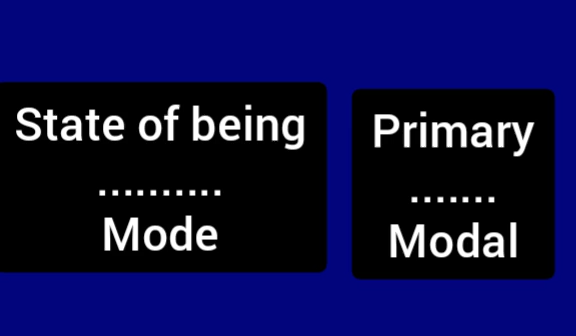 State of being
..........
Mode
Primary
.......
Modal